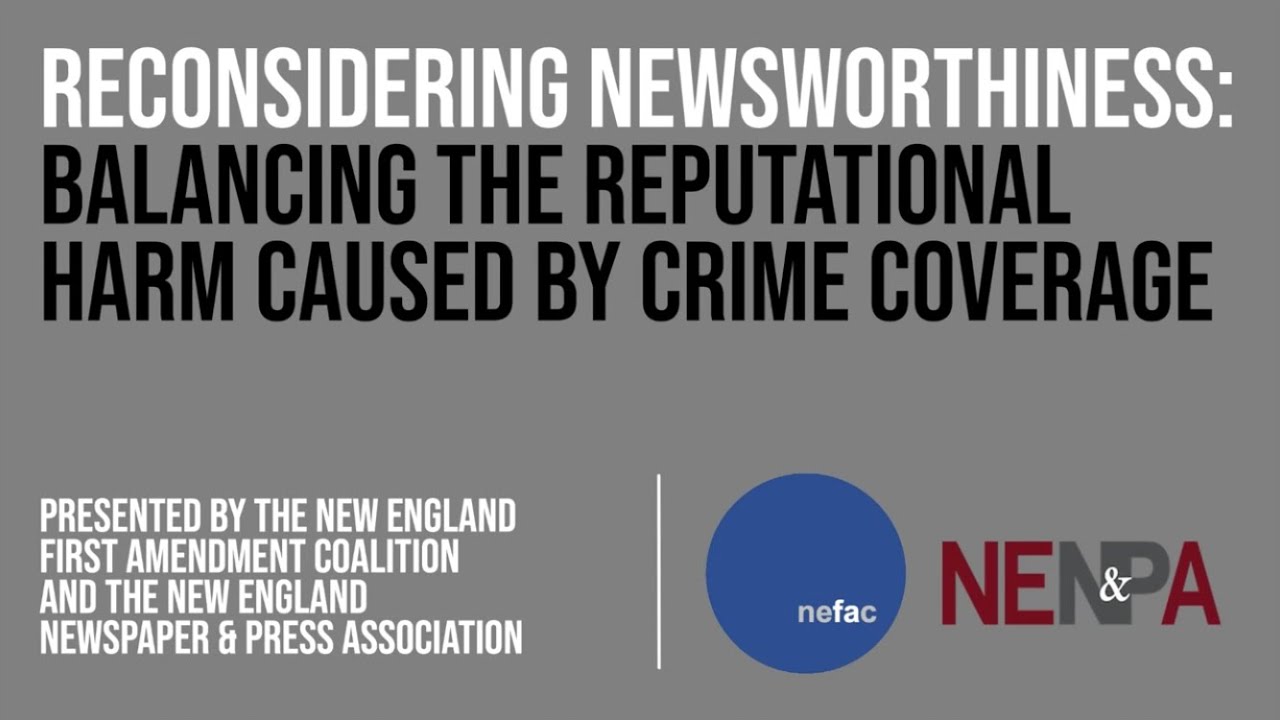 RECONSIDERING NEWSWORTHINESS:
BALANCING THE REPUTATIONAL
HARM CAUSED BY CRIME COVERAGE
PRESENTED BY THE NEW ENGLAND
FIRST AMENDMENT COALITION
AND THE NEW ENGLAND
NEWSPAPER & PRESS ASSOCIATION
nefac
NEN&PA